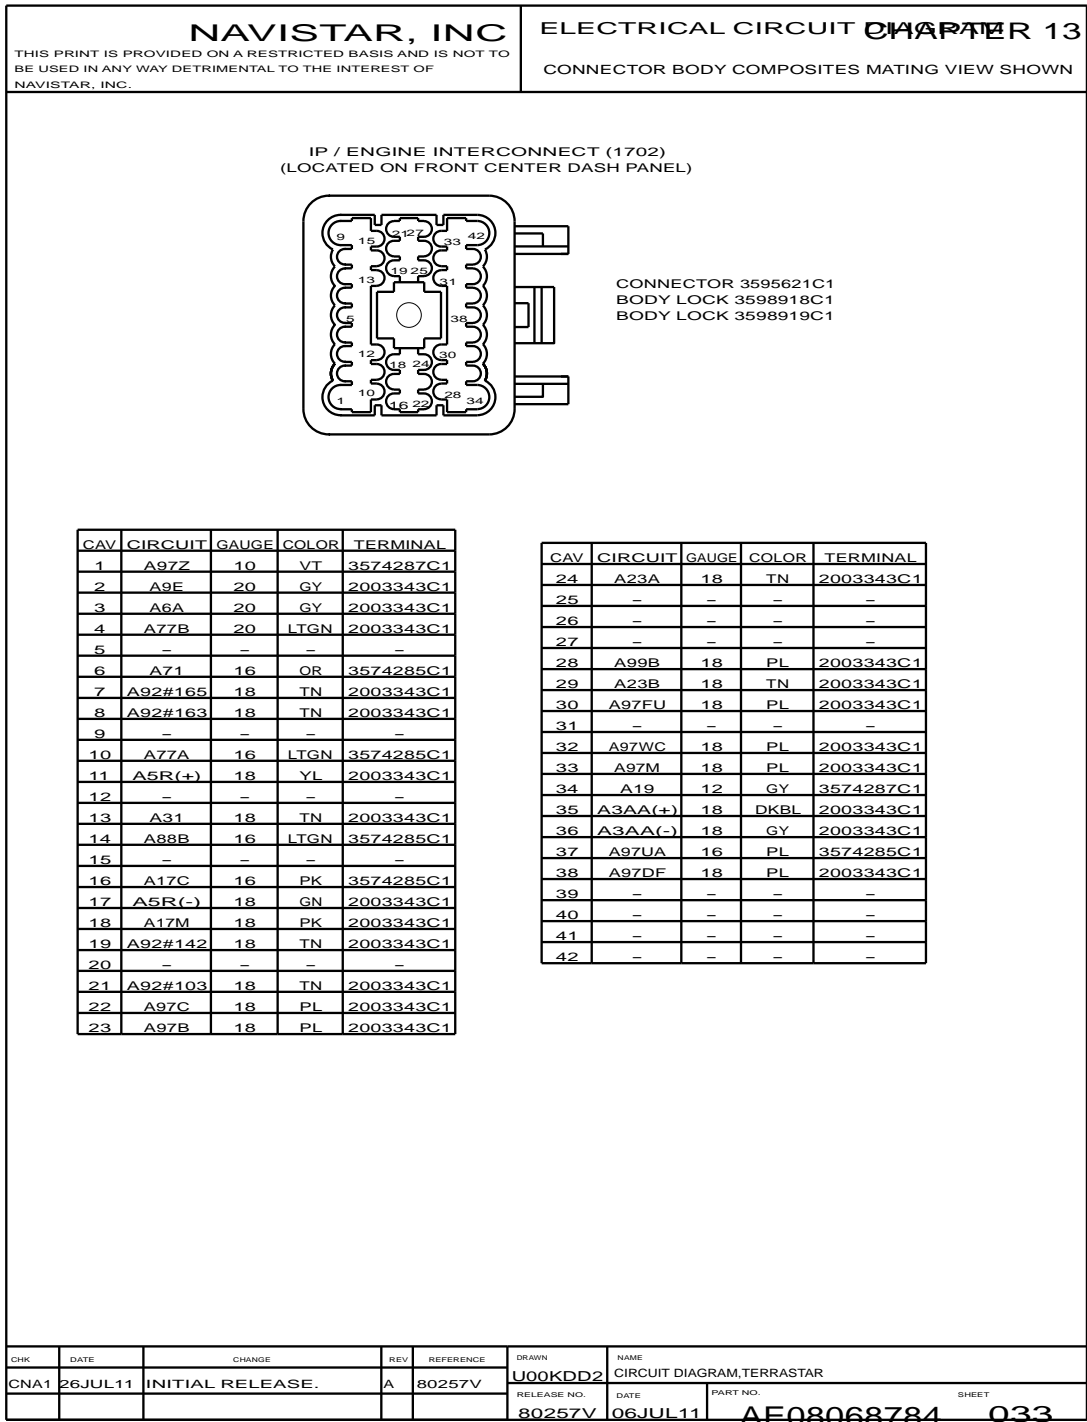 NAVISTAR, INC
THIS PRINT IS PROVIDED ON A RESTRICTED BASIS AND IS NOT TO
BE USED IN ANY WAY DETRIMENTAL TO THE INTEREST OF
NAVISTAR, INC.
ELECTRICAL CIRCUIT DIAGRAM CHAPTER 13
CONNECTOR BODY COMPOSITES MATING VIEW SHOWN
IP / ENGINE INTERCONNECT (1702)
(LOCATED ON FRONT CENTER DASH PANEL)
9 15 21 27 33 42
13 19 25 31
5 38
12 18 24 30
1 10 16 22 28 34
CONNECTOR 3595621C1
BODY LOCK 3598918C1
BODY LOCK 3598919C1
CAV CIRCUIT GAUGE COLOR TERMINAL
1 A97Z 10 VT 3574287C1
2 A9E 20 GY 2003343C1
3 A6A 20 GY 2003343C1
4 A77B 20 LTGN 2003343C1
5 – – – –
6 A71 16 OR 3574285C1
7 A92#165 18 TN 2003343C1
8 A92#163 18 TN 2003343C1
9 – – – –
10 A77A 16 LTGN 3574285C1
11 A5R(+) 18 YL 2003343C1
12 – – – –
13 A31 18 TN 2003343C1
14 A88B 16 LTGN 3574285C1
15 – – – –
16 A17C 16 PK 3574285C1
17 A5R(-) 18 GN 2003343C1
18 A17M 18 PK 2003343C1
19 A92#142 18 TN 2003343C1
20 – – – –
21 A92#103 18 TN 2003343C1
22 A97C 18 PL 2003343C1
23 A97B 18 PL 2003343C1
CAV CIRCUIT GAUGE COLOR TERMINAL
24 A23A 18 TN 2003343C1
25 – – – –
26 – – – –
27 – – – –
28 A99B 18 PL 2003343C1
29 A23B 18 TN 2003343C1
30 A97FU 18 PL 2003343C1
31 – – – –
32 A97WC 18 PL 2003343C1
33 A97M 18 PL 2003343C1
34 A19 12 GY 3574287C1
35 A3AA(+) 18 DKBL 2003343C1
36 A3AA(-) 18 GY 2003343C1
37 A97UA 16 PL 3574285C1
38 A97DF 18 PL 2003343C1
39 – – – –
40 – – – –
41 – – – –
42 – – – –
CHK DATE CHANGE REV REFERENCE
CNA1 26JUL11 INITIAL RELEASE. A 80257V
DRAWN NAME
U00KDD2 CIRCUIT DIAGRAM,TERRASTAR
RELEASE NO. DATE PART NO. SHEET
80257V 06JUL11 AE08068784 033